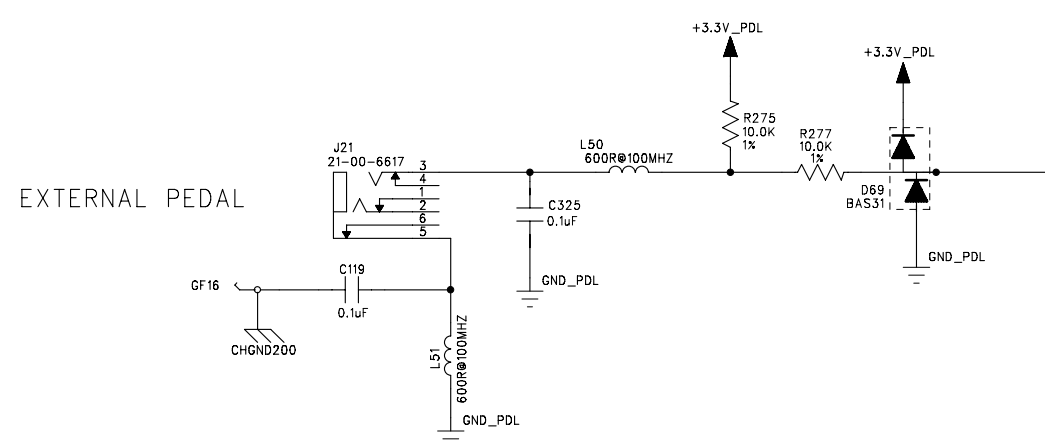 +3.3V_PDL
+3.3V_PDL
R275
10.0K
1%
R277
10.0K
1%
L50
600R@100MHZ
J21
21-00-6617
3
4
1
2
6
5
EXTERNAL PEDAL
C325
0.1uF
D69
BAS31
GND_PDL
GND_PDL
C119
0.1uF
GF16
CHGND200
L51
600R@100MHZ
GND_PDL